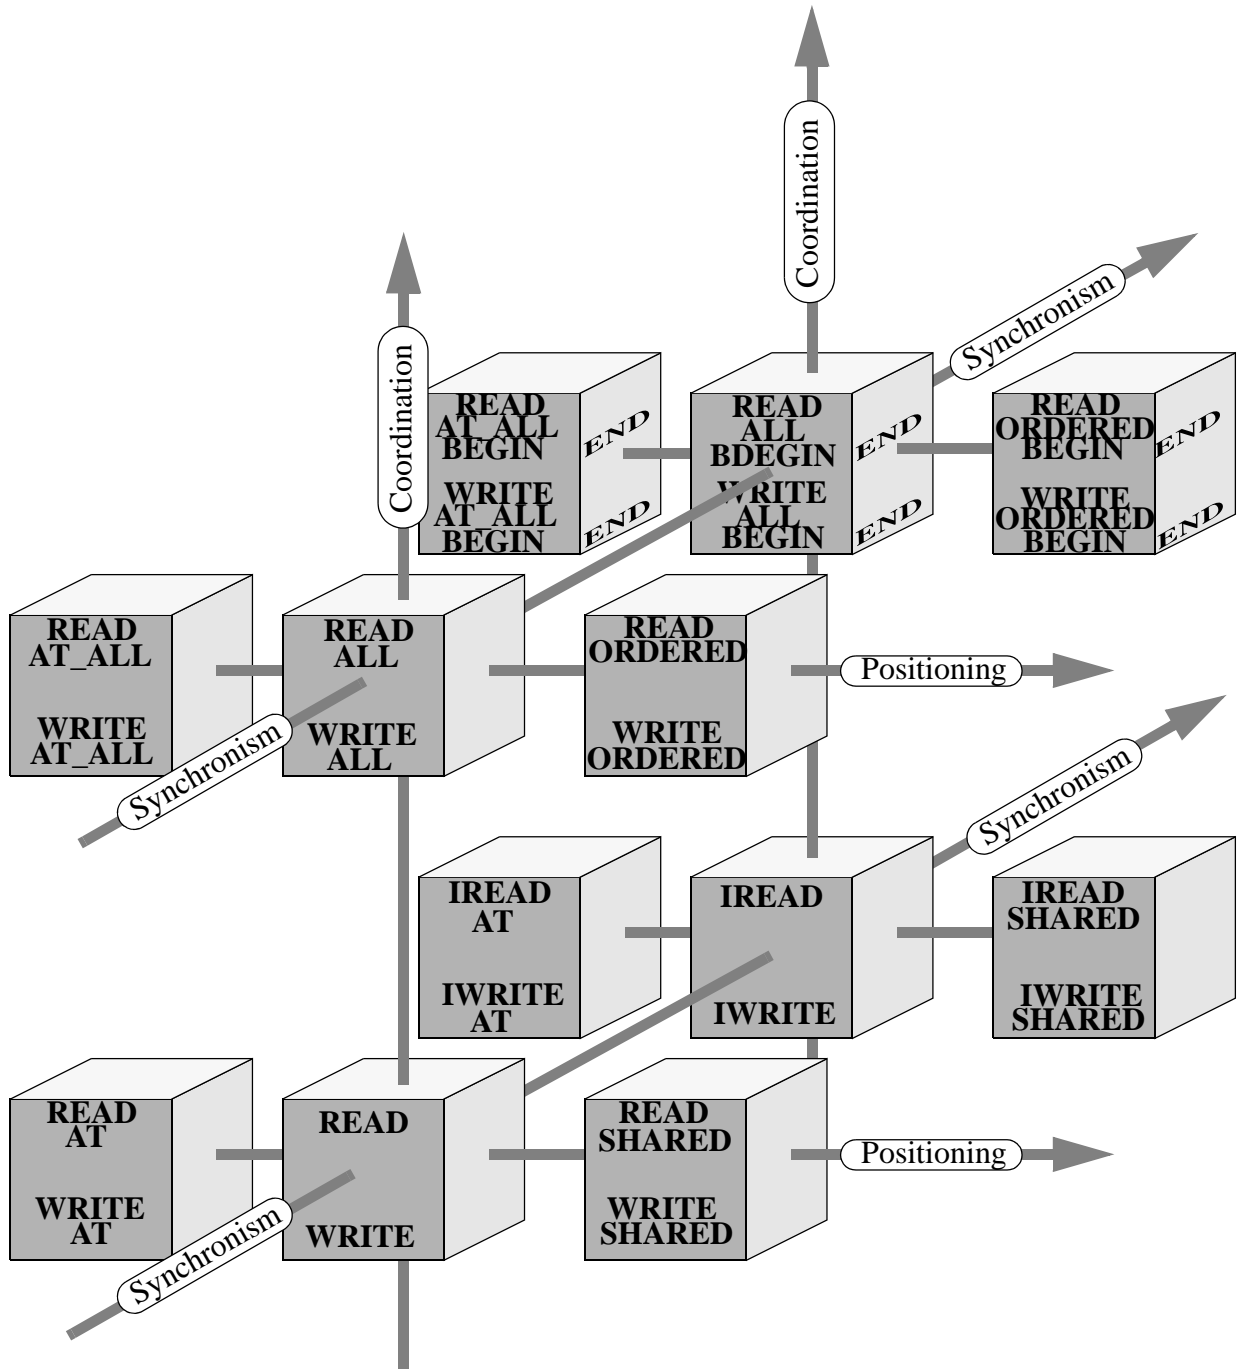 Coordination
Synchronism
Coordination
READ
AT_ALL
BEGIN
WRITE
AT_ALL
BEGIN
END
END
READ
ALL
BDEGIN
WRITE
ALL
BEGIN
END
END
READ
ORDERED
BEGIN
WRITE
ORDERED
BEGIN
END
END
READ
AT_ALL
WRITE
AT_ALL
READ
ALL
WRITE
ALL
READ
ORDERED
WRITE
ORDERED
Positioning
Synchronism
Synchronism
IREAD
AT
IWRITE
AT
IREAD
IWRITE
IREAD
SHARED
IWRITE
SHARED
READ
AT
WRITE
AT
READ
WRITE
READ
SHARED
WRITE
SHARED
Positioning
Synchronism